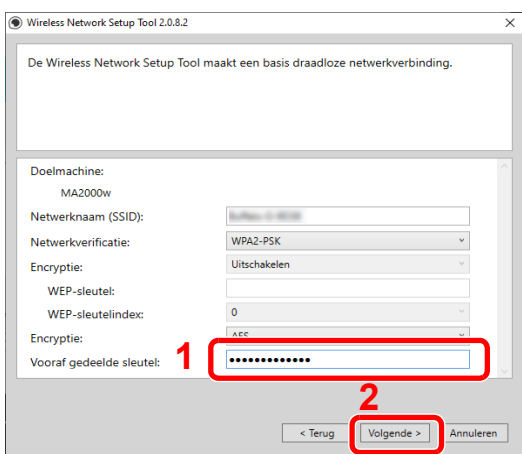 Wireless Network Setup Tool 2.0.8.2
De Wireless Network Setup Tool maakt een basis draadloze netwerkverbinding.
Doelmachine:
MA2000w
Netwerknaam (SSID):
Netwerkverificatie: WPA2-PSK
Encryptie: Uitschakelen
WEP-sleutel:
WEP-sleutelindex: 0
Encryptie: AES
1
Vooraf gedeelde sleutel: •••••••••••••
2
< Terug Volgende > Annuleren